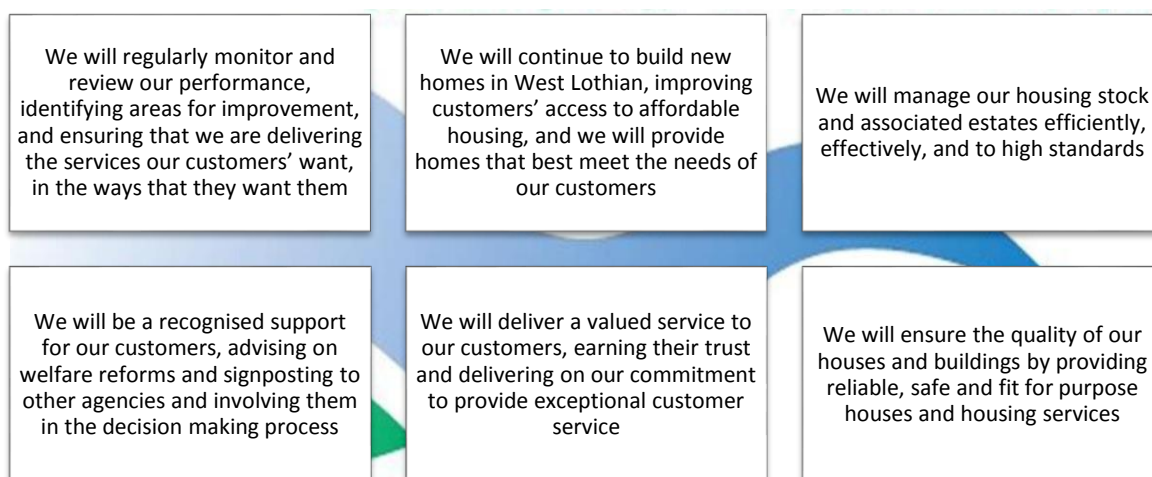 We will regularly monitor and
review our performance,
identifying areas for improvement,
and ensuring that we are delivering
the services our customers’ want,
in the ways that they want them
We will continue to build new
homes in West Lothian, improving
customers’ access to affordable
housing, and we will provide
homes that best meet the needs of
our customers
We will manage our housing stock
and associated estates efficiently,
effectively, and to high standards
We will be a recognised support
for our customers, advising on
welfare reforms and signposting to
other agencies and involving them
in the decision making process
We will deliver a valued service to
our customers, earning their trust
and delivering on our commitment
to provide exceptional customer
service
We will ensure the quality of our
houses and buildings by providing
reliable, safe and fit for purpose
houses and housing services